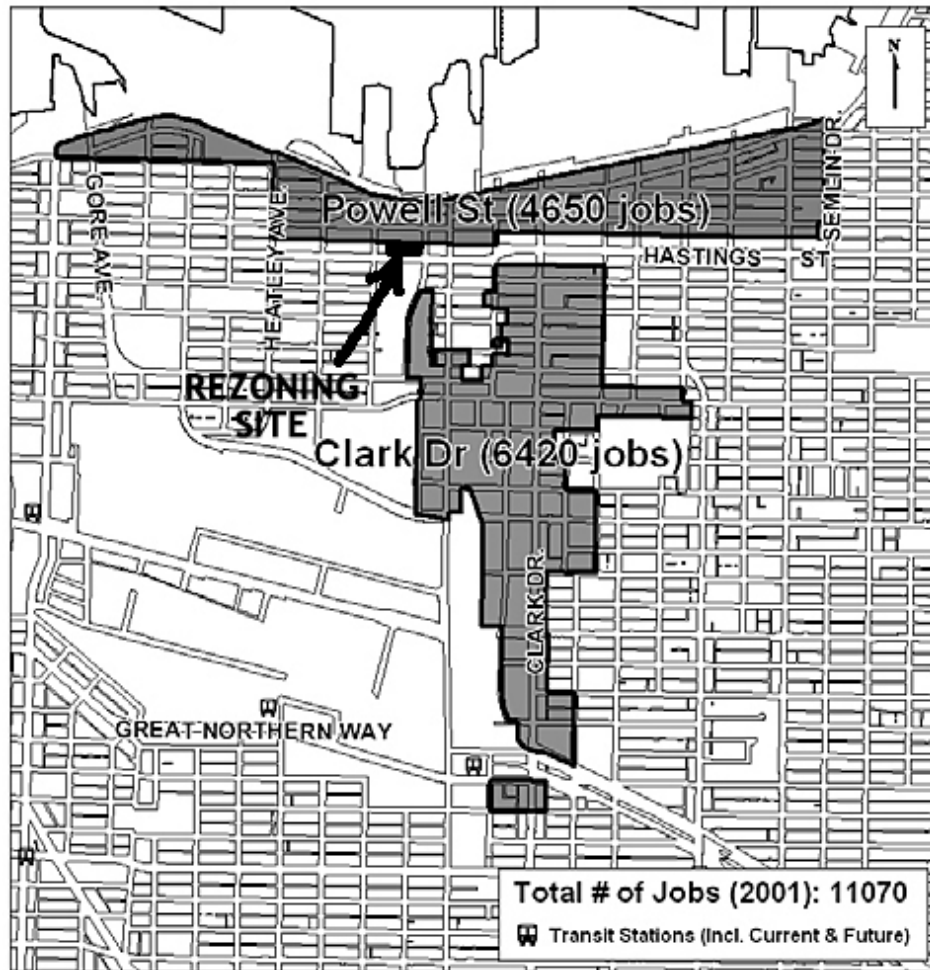 N
GORE AVE.
HEATLEY AVE.
SEMLIN DR.
Powell St (4650 jobs)
HASTINGS ST
REZONING
SITE
Clark Dr (6420 jobs)
CLARK DR.
GREAT NORTHERN WAY
Total # of Jobs (2001): 11070
Transit Stations (Incl. Current & Future)